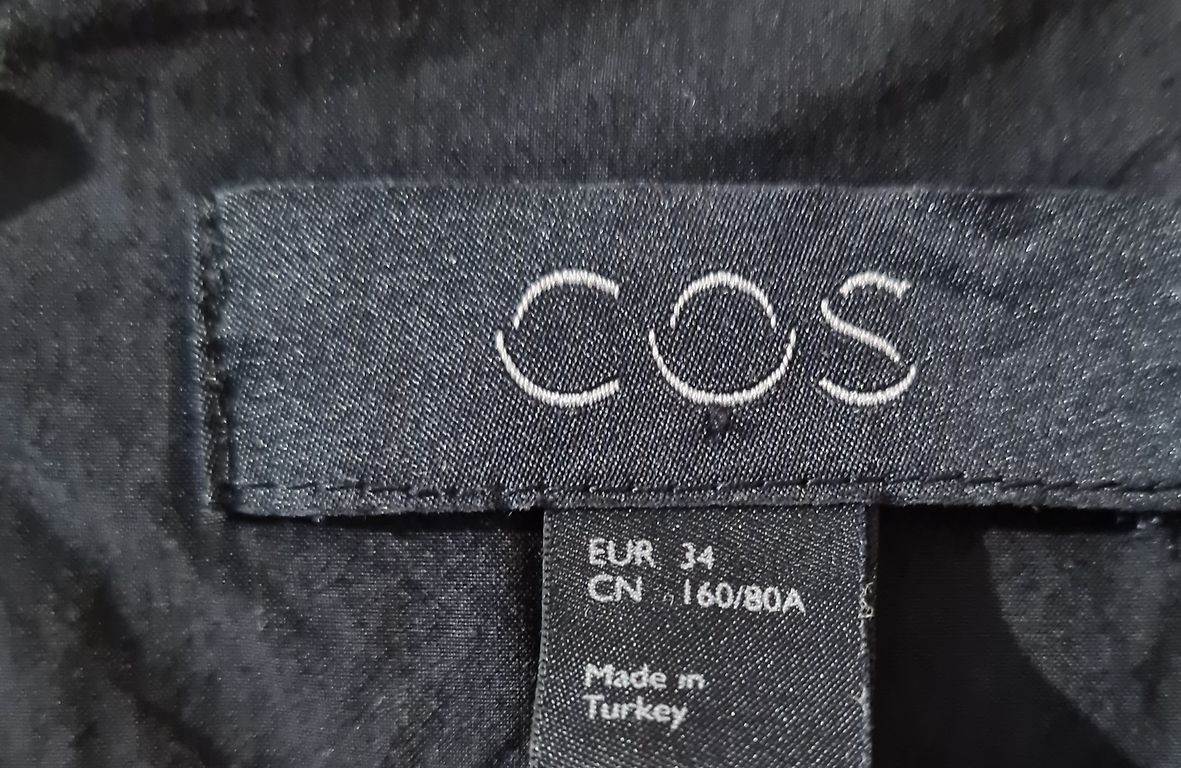 COS
EUR 34
CN 160/80A
Made in
Turkey